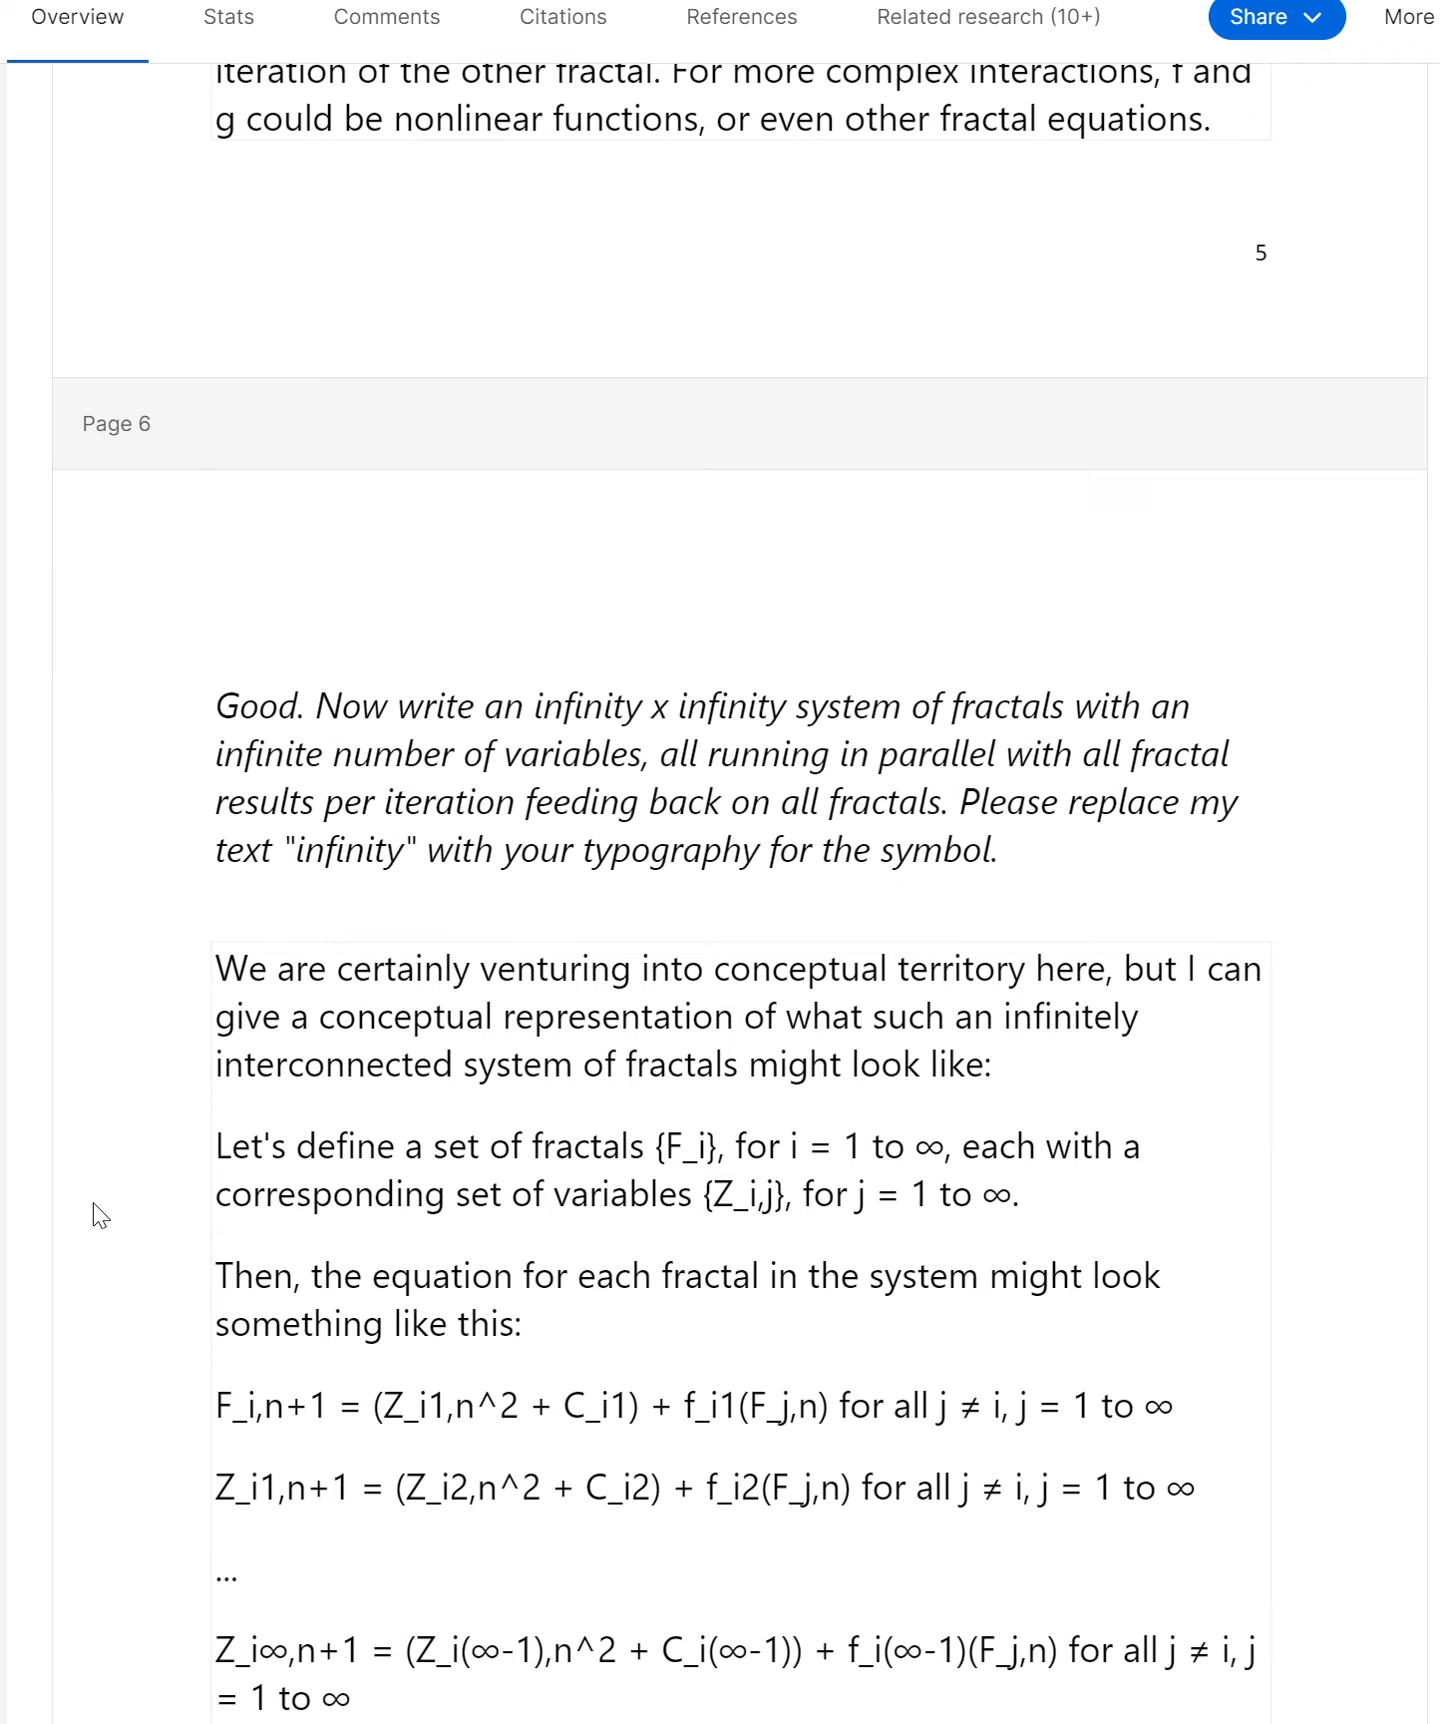 Overview Stats Comments Citations References Related research (10+) Share More
iteration of the other fractal. For more complex interactions, f and
g could be nonlinear functions, or even other fractal equations.
5
Page 6
Good. Now write an infinity x infinity system of fractals with an
infinite number of variables, all running in parallel with all fractal
results per iteration feeding back on all fractals. Please replace my
text "infinity" with your typography for the symbol.
We are certainly venturing into conceptual territory here, but I can
give a conceptual representation of what such an infinitely
interconnected system of fractals might look like:
Let's define a set of fractals {F_i}, for i = 1 to ∞, each with a
corresponding set of variables {Z_i,j}, for j = 1 to ∞.
Then, the equation for each fractal in the system might look
something like this:
F_i,n+1 = (Z_i1,n^2 + C_i1) + f_i1(F_j,n) for all j ≠ i, j = 1 to ∞
Z_i1,n+1 = (Z_i2,n^2 + C_i2) + f_i2(F_j,n) for all j ≠ i, j = 1 to ∞
...
Z_i∞,n+1 = (Z_i(∞-1),n^2 + C_i(∞-1)) + f_i(∞-1)(F_j,n) for all j ≠ i, j
= 1 to ∞